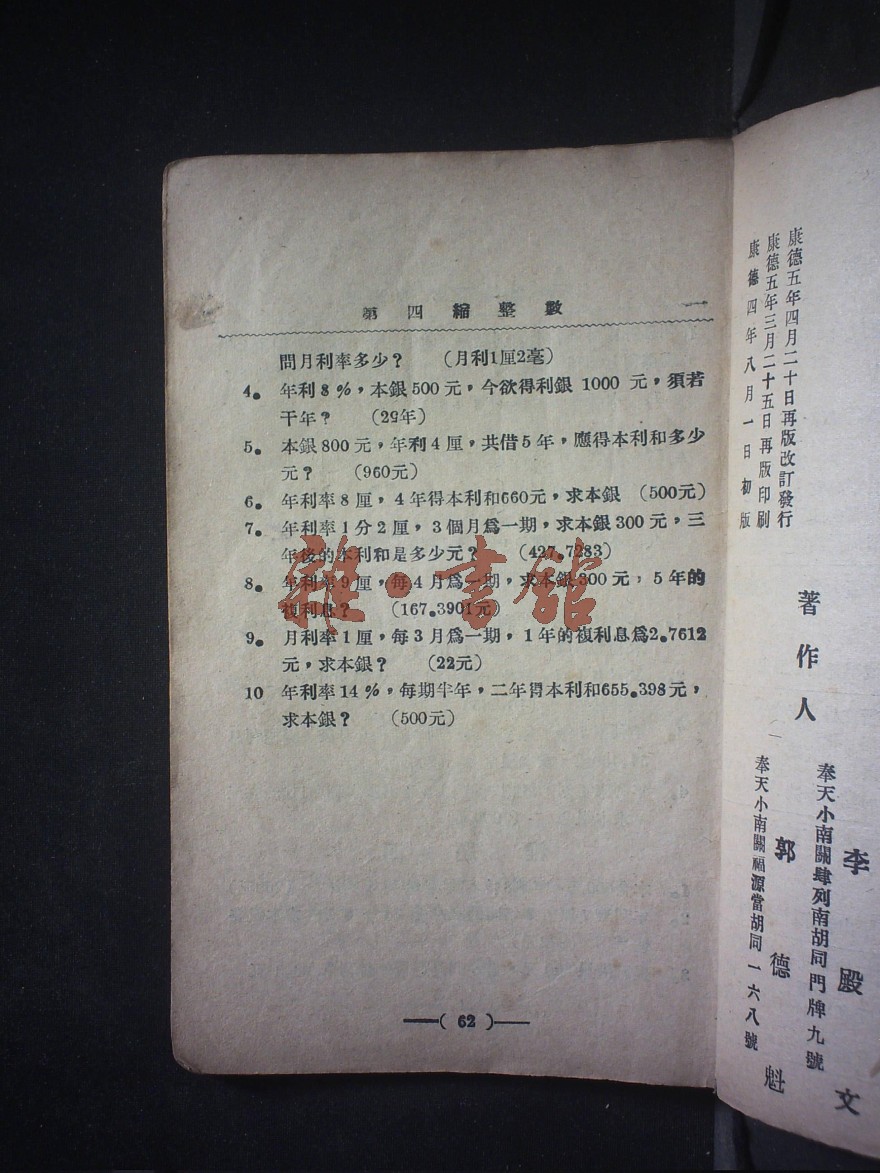 第四縮整數
問月利率多少？ （月利1厘2毫）
4. 年利8%，本銀500元，今欲得利銀 1000 元，須若
干年？ （29年）
5. 本銀800元，年利4厘，共借5年，應得本利和多少
元？ （960元）
6. 年利率8厘，4年得本利和660元，求本銀 （500元）
7. 年利率1分2厘，3個月爲一期，求本銀300元，三
年後的本利和是多少元？ （427.7283）
8. 年利率9厘，每4月爲一期，求本銀300元，5年的
複利息？ （167.3901元）
9. 月利率1厘，每3月爲一期，1年的複利息爲2.7612
元，求本銀？ （22元）
10 年利率14%，每期半年，二年得本利和655.398元，
求本銀？ （500元）
—( 62 )—
雜·書館
康德五年四月二十日再版改訂發行
康德五年三月二十五日再版印刷
康德四年八月一日初版
著作人
李殿文
奉天小南關肆列南胡同門牌九號
郭德魁
奉天小南關福源當胡同一六八號